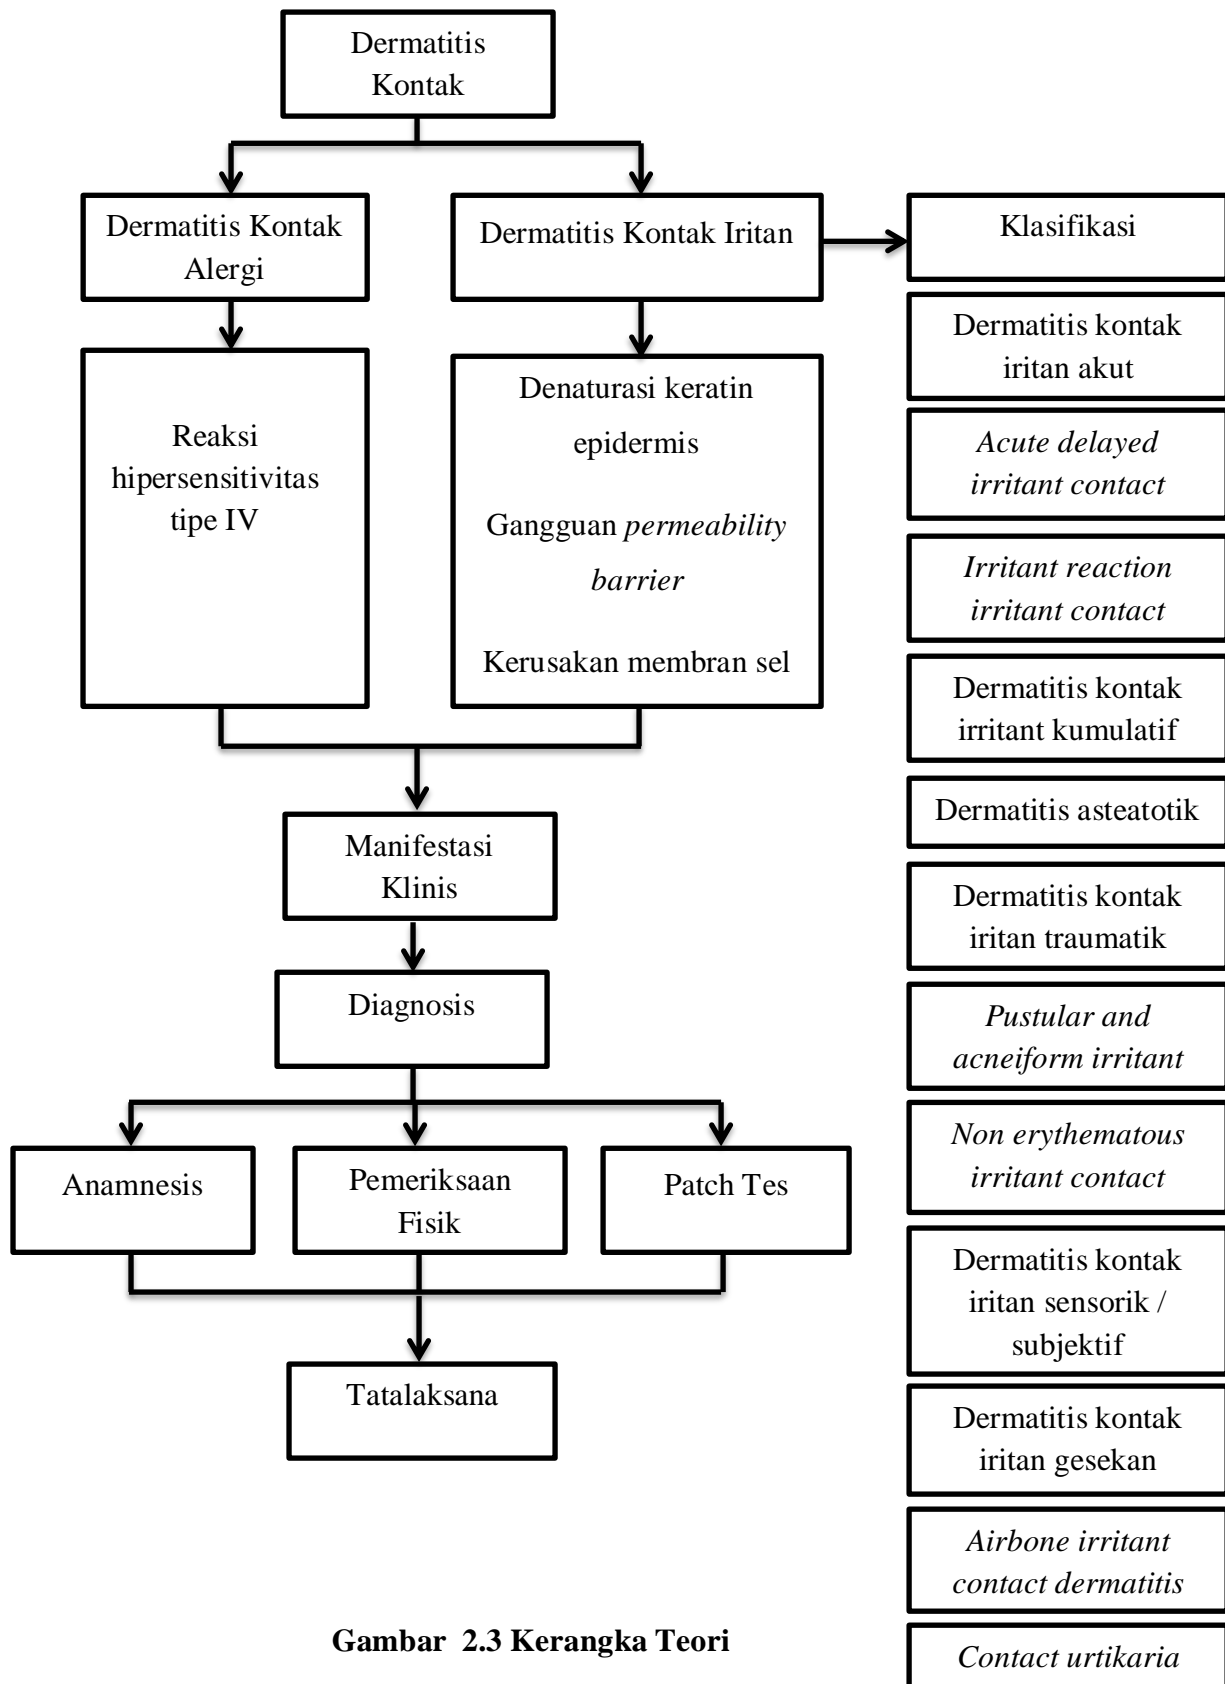 Dermatitis
Kontak
Dermatitis Kontak
Alergi
Dermatitis Kontak Iritan
Klasifikasi
Reaksi
hipersensitivitas
tipe IV
Denaturasi keratin
epidermis
Gangguan permeability
barrier
Kerusakan membran sel
Manifestasi
Klinis
Diagnosis
Anamnesis
Pemeriksaan
Fisik
Patch Tes
Tatalaksana
Dermatitis kontak
iritan akut
Acute delayed
irritant contact
Irritant reaction
irritant contact
Dermatitis kontak
irritant kumulatif
Dermatitis asteatotik
Dermatitis kontak
iritan traumatik
Pustular and
acneiform irritant
Non erythematous
irritant contact
Dermatitis kontak
iritan sensorik /
subjektif
Dermatitis kontak
iritan gesekan
Airbone irritant
contact dermatitis
Contact urtikaria
Gambar 2.3 Kerangka Teori